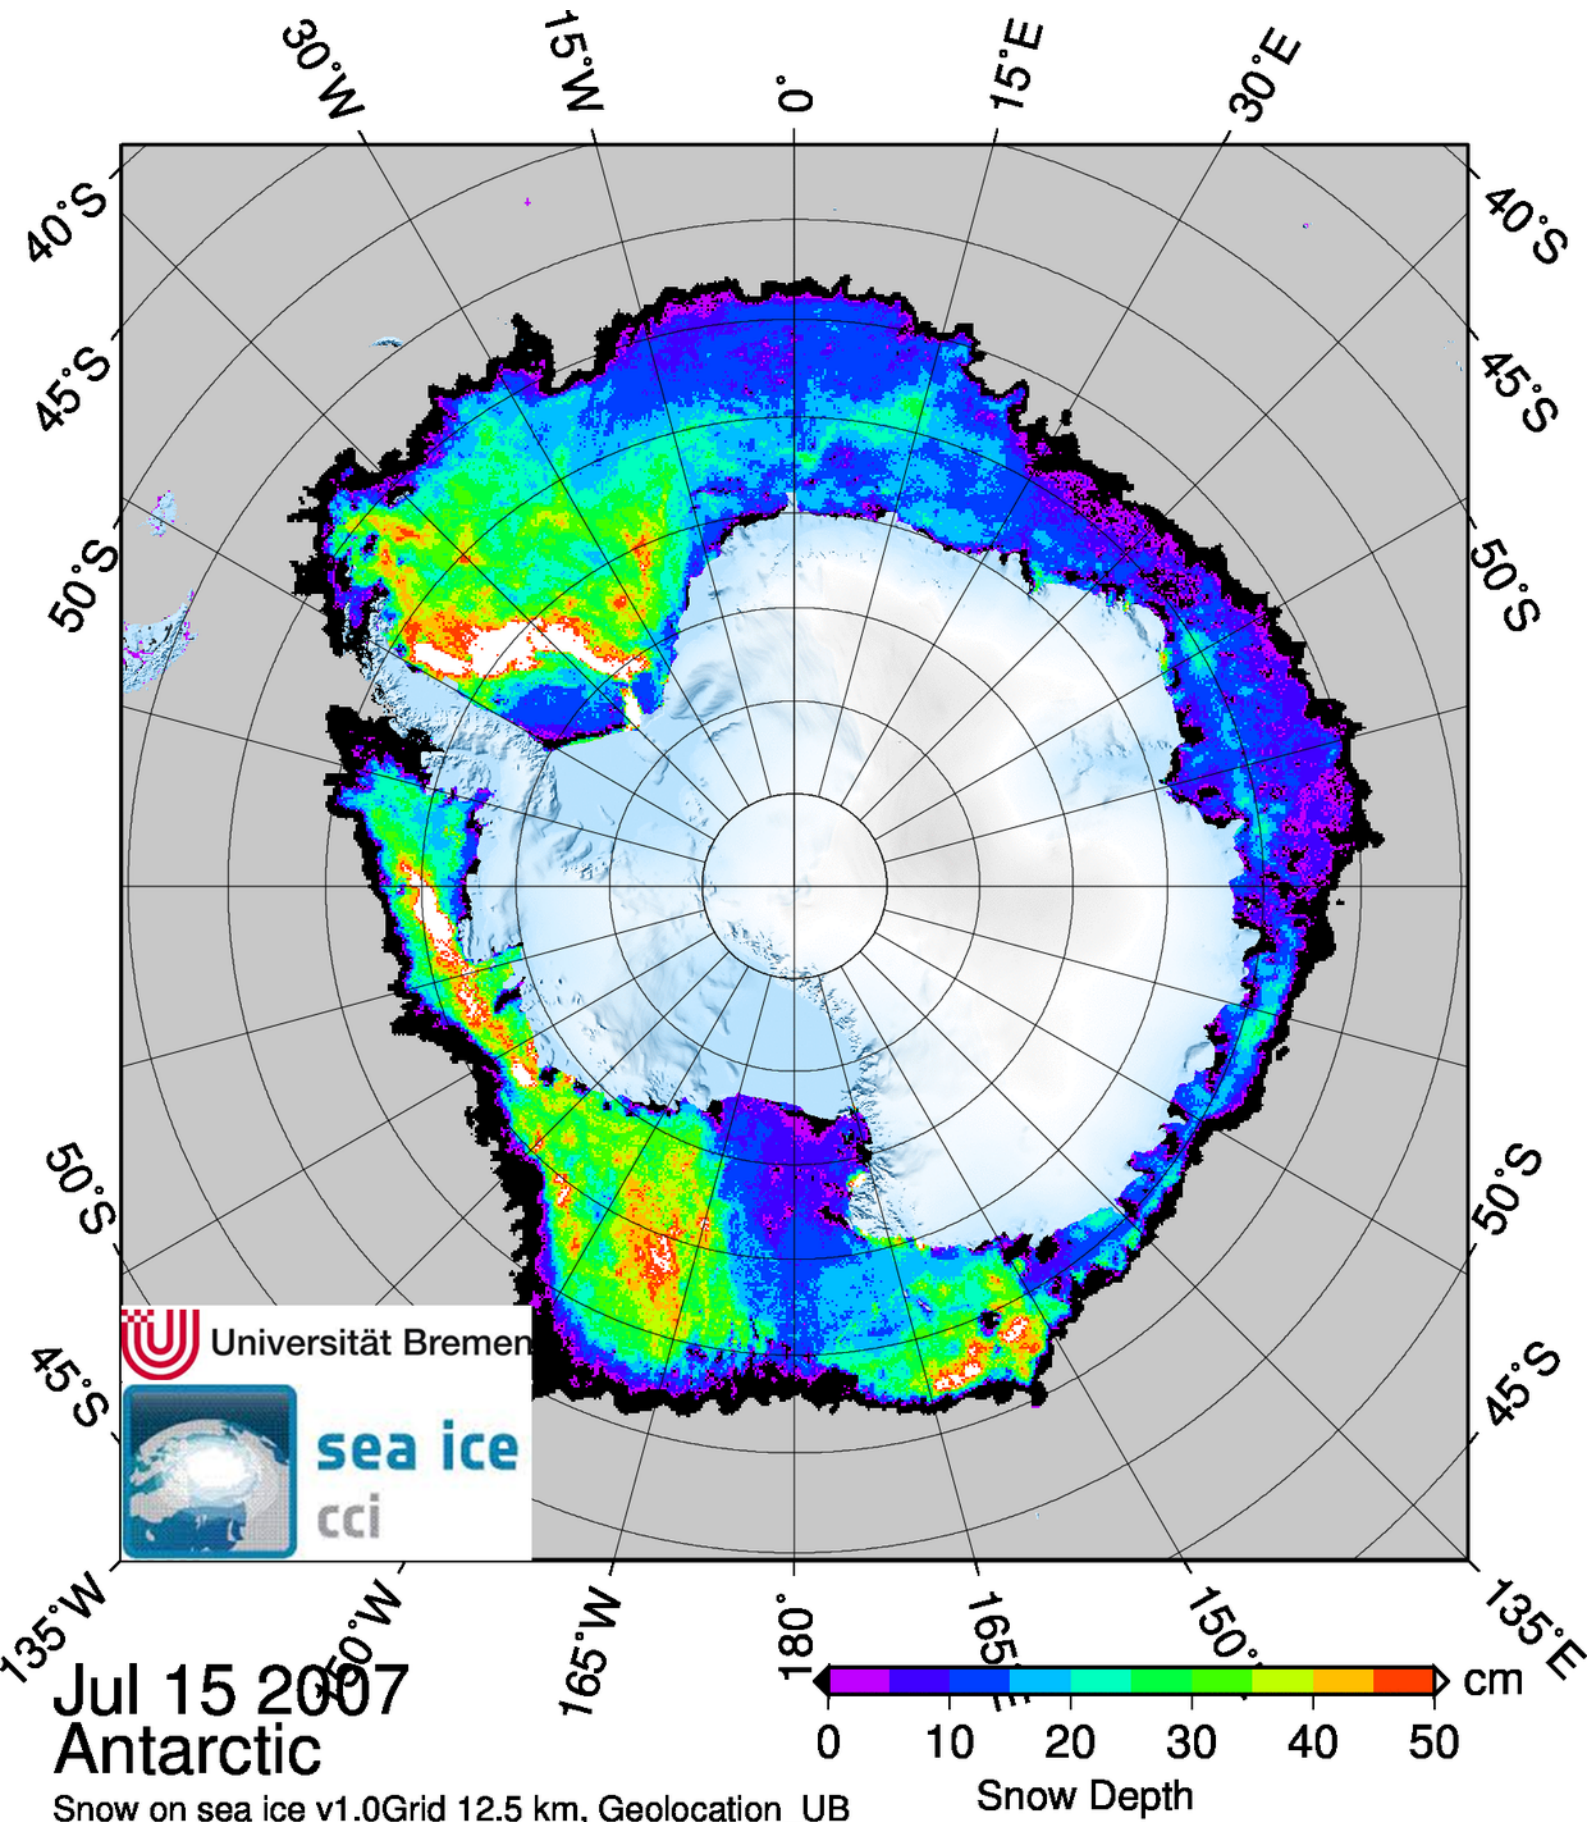 30°W 15°W 0° 15°E 30°E
40°S 40°S
45°S 45°S
50°S 50°S
50°S 50°S
45°S 45°S
Universität Bremen
sea ice
cci
135°W 150°W 165°W 180° 165°E 150° 135°E
Jul 15 2007
Antarctic
Snow on sea ice v1.0Grid 12.5 km, Geolocation UB
cm
0 10 20 30 40 50
Snow Depth